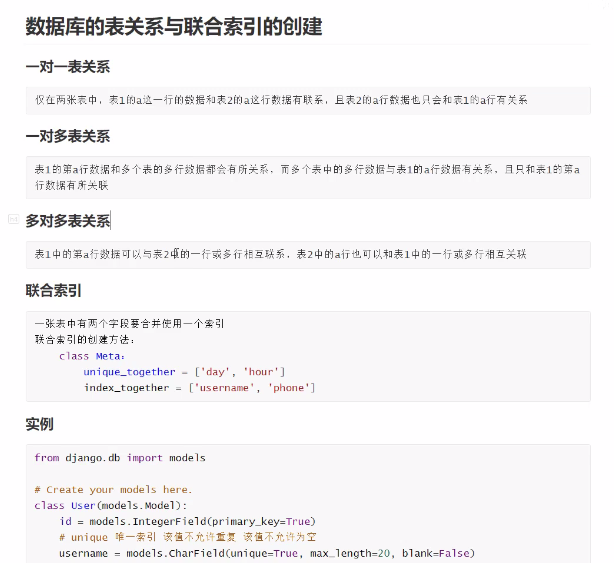 数据库的表关系与联合索引的创建
一对一表关系
仅在两张表中，表1的a这一行的数据和表2的a这行数据有联系，且表2的a行数据也只会和表1的a行有关系
一对多表关系
表1的第a行数据和多个表的多行数据都会有所关系，而多个表中的多行数据与表1的a行数据有关系，且只和表1的第a
行数据有所关联
多对多表关系
表1中的第a行数据可以与表2中的一行或多行相互联系，表2中的a行也可以和表1中的一行或多行相互关联
联合索引
一张表中有两个字段要合并使用一个索引
联合索引的创建方法：
class Meta：
unique_together = ['day', 'hour']
index_together = ['username', 'phone']
实例
from django.db import models
# Create your models here.
class User(models.Model):
id = models.IntegerField(primary_key=True)
# unique 唯一索引 该值不允许重复 该值不允许为空
username = models.CharField(unique=True, max_length=20, blank=False)